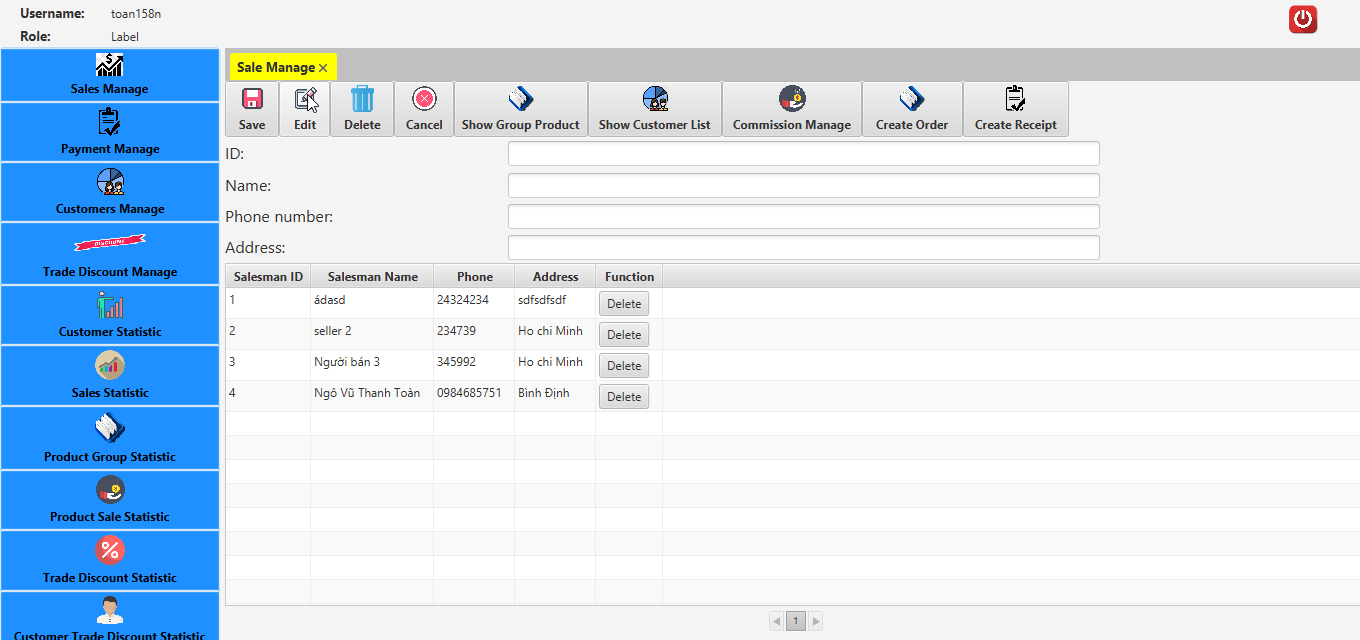 Username: toan158n
Role: Label
Sales Manage
Payment Manage
Customers Manage
DISCOUNT
Trade Discount Manage
Customer Statistic
Sales Statistic
Product Group Statistic
Product Sale Statistic
Trade Discount Statistic
Customer Trade Discount Statistic
Sale Manage
Save Edit Delete Cancel Show Group Product Show Customer List Commission Manage Create Order Create Receipt
ID:
Name:
Phone number:
Address:
Salesman ID Salesman Name Phone Address Function
1 ádasd 24324234 sdfsdfsdf Delete
2 seller 2 234739 Ho chi Minh Delete
3 Người bán 3 345992 Ho chi Minh Delete
4 Ngô Vũ Thanh Toàn 0984685751 Bình Định Delete
1